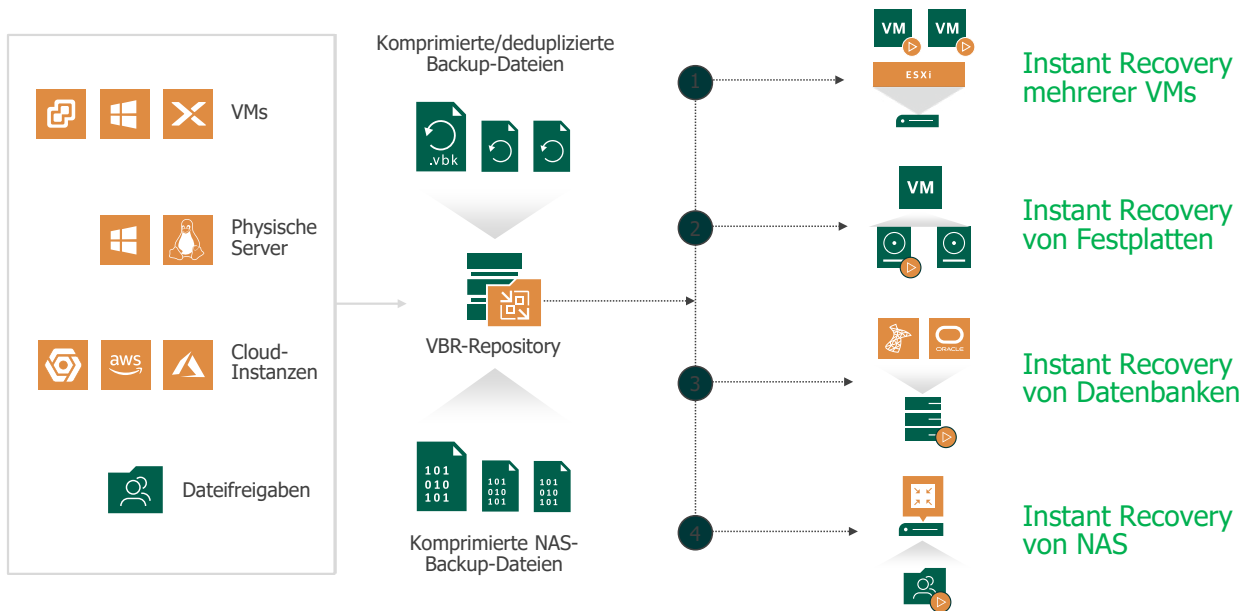 VMs
Physische
Server
aws
Cloud-
Instanzen
Dateifreigaben
Komprimierte/deduplizierte
Backup-Dateien
.vbk
VBR-Repository
101
010
101
101
010
101
101
010
101
Komprimierte NAS-
Backup-Dateien
1
VM
VM
ESXi
Instant Recovery
mehrerer VMs
2
VM
Instant Recovery
von Festplatten
3
ORACLE
Instant Recovery
von Datenbanken
4
Instant Recovery
von NAS